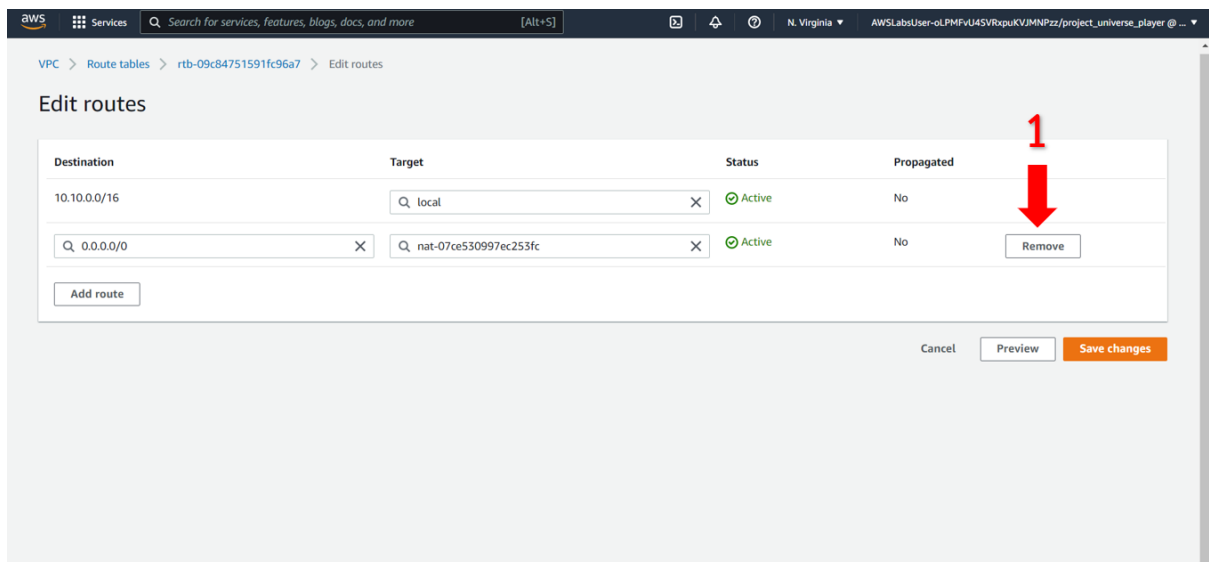 aws Services Search for services, features, blogs, docs, and more [Alt+S] N. Virginia ▼ AWSLabsUser-oLPMFvU4SVRxpuKVJMNPzz/project_universe_player @ ... ▼
VPC > Route tables > rtb-09c84751591fc96a7 > Edit routes
Edit routes
1
Destination Target Status Propagated
10.10.0.0/16 local Active No
0.0.0.0/0 nat-07ce530997ec253fc Active No Remove
Add route
Cancel Preview Save changes